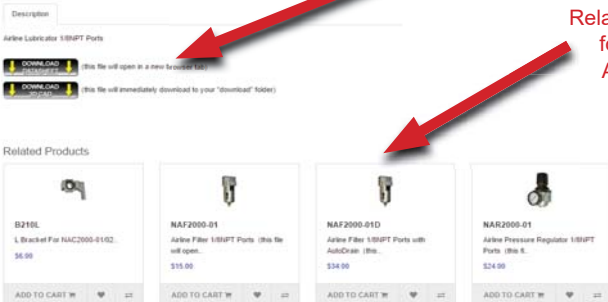 Description
Rela
fo
A
Airline Lubricator 1/8NPT Ports
DOWNLOAD
DATASHEET
(this file will open in a new browser tab)
DOWNLOAD
3D CAD
(this file will immediately download to your "download" folder)
Related Products
B210L
L Bracket For NAC2000-01/02..
$6.00
ADD TO CART
NAF2000-01
Airline Filter 1/8NPT Ports (this file
will open..
$15.00
ADD TO CART
NAF2000-01D
Airline Filter 1/8NPT Ports with
AutoDrain (this..
$34.00
ADD TO CART
NAR2000-01
Airline Pressure Regulator 1/8NPT
Ports (this fi..
$24.00
ADD TO CART